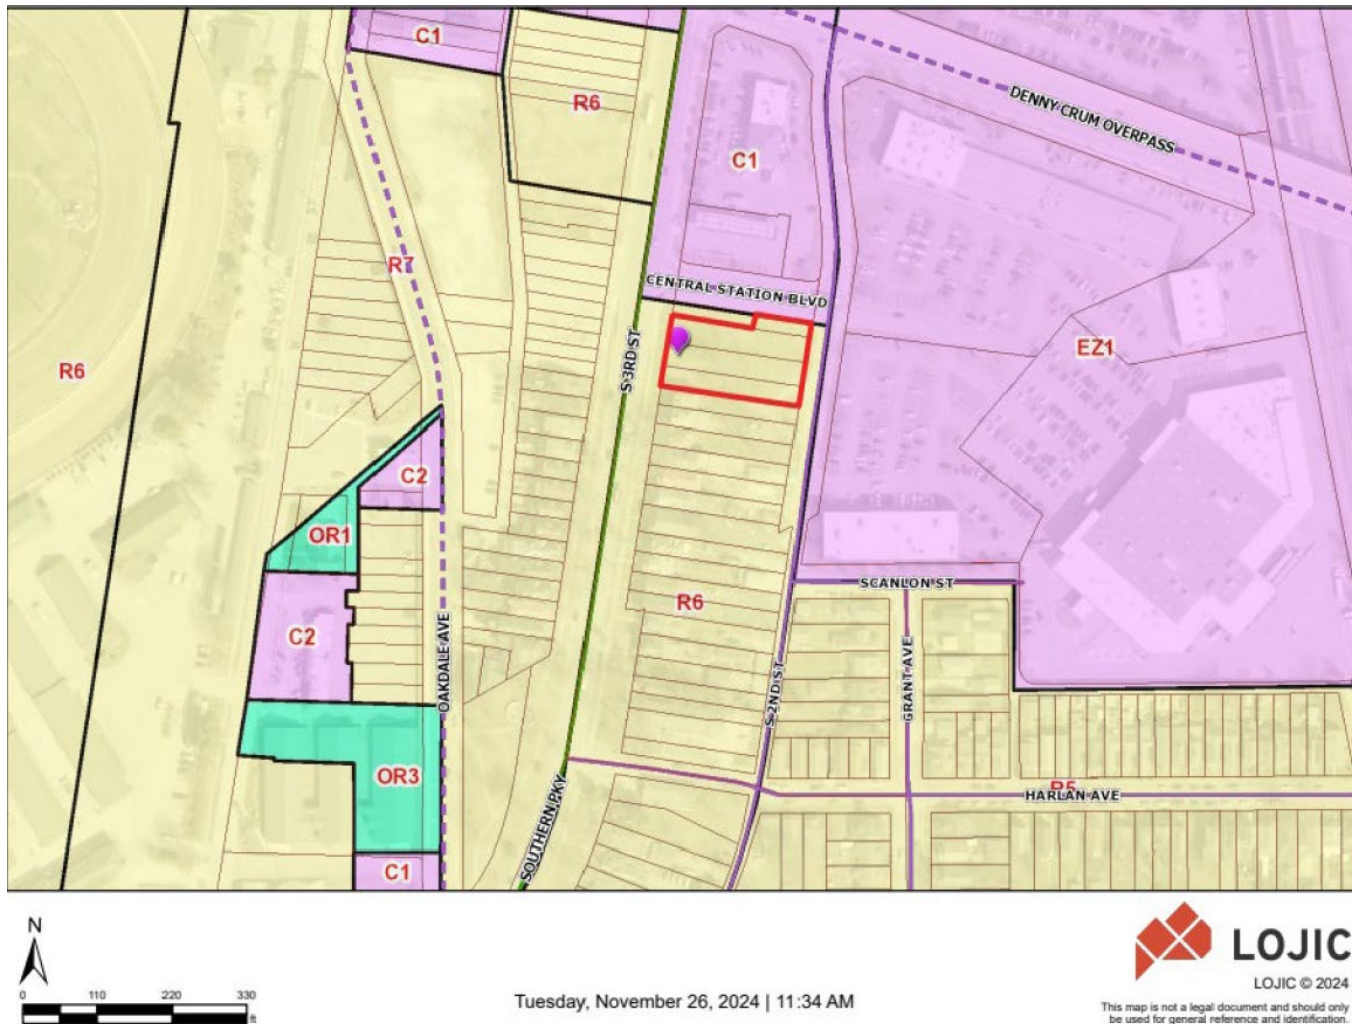 C1
R6
DENNY CRUM OVERPASS
C1
R7
CENTRAL STATION BLVD
EZ1
S 3RD ST
R6
C2
OR1
SCANLON ST
R6
C2
OAKDALE AVE
GRANT AVE
S 2ND ST
OR3
R5
HARLAN AVE
SOUTHERN PKY
C1
N
0 110 220 330
ft
Tuesday, November 26, 2024 | 11:34 AM
LOJIC
LOJIC © 2024
This map is not a legal document and should only
be used for general reference and identification.